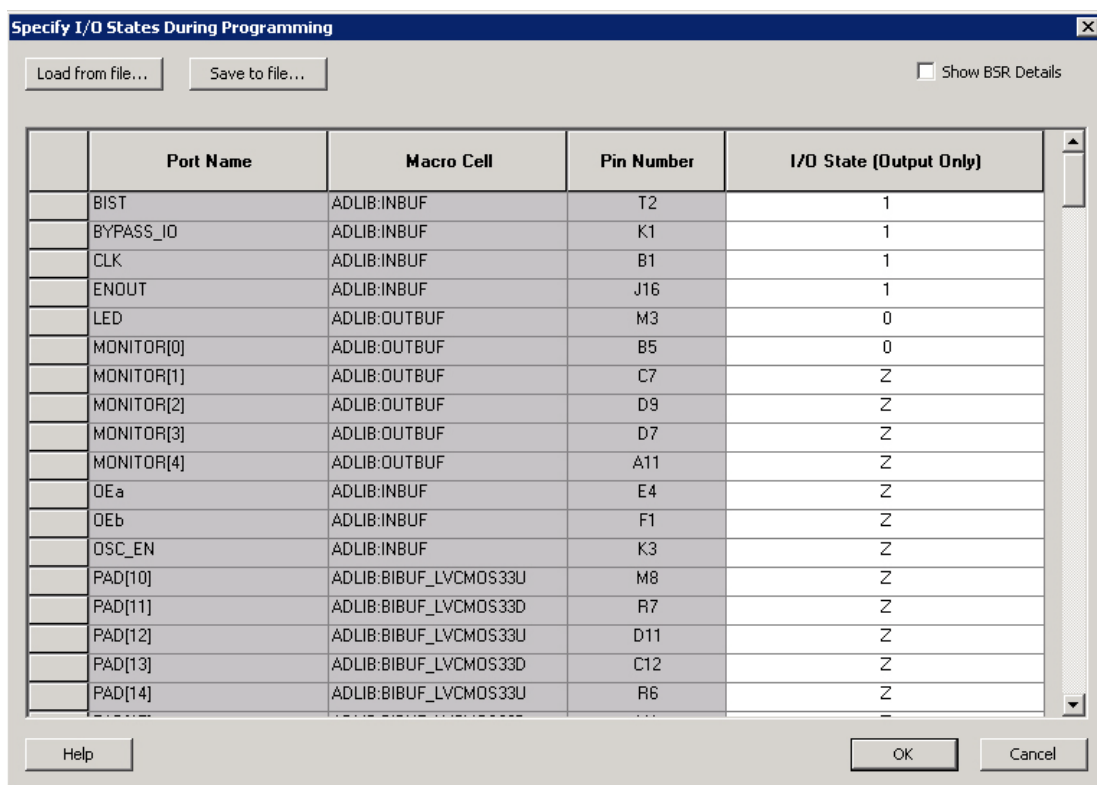 Specify I/O States During Programming
Load from file... Save to file... Show BSR Details
Port Name Macro Cell Pin Number I/O State (Output Only)
BIST ADLIB:INBUF T2 1
BYPASS_IO ADLIB:INBUF K1 1
CLK ADLIB:INBUF B1 1
ENOUT ADLIB:INBUF J16 1
LED ADLIB:OUTBUF M3 0
MONITOR[0] ADLIB:OUTBUF B5 0
MONITOR[1] ADLIB:OUTBUF C7 Z
MONITOR[2] ADLIB:OUTBUF D9 Z
MONITOR[3] ADLIB:OUTBUF D7 Z
MONITOR[4] ADLIB:OUTBUF A11 Z
OEa ADLIB:INBUF E4 Z
OEb ADLIB:INBUF F1 Z
OSC_EN ADLIB:INBUF K3 Z
PAD[10] ADLIB:BIBUF_LVCMOS33U M8 Z
PAD[11] ADLIB:BIBUF_LVCMOS33D R7 Z
PAD[12] ADLIB:BIBUF_LVCMOS33U D11 Z
PAD[13] ADLIB:BIBUF_LVCMOS33D C12 Z
PAD[14] ADLIB:BIBUF_LVCMOS33U R6 Z
Help OK Cancel